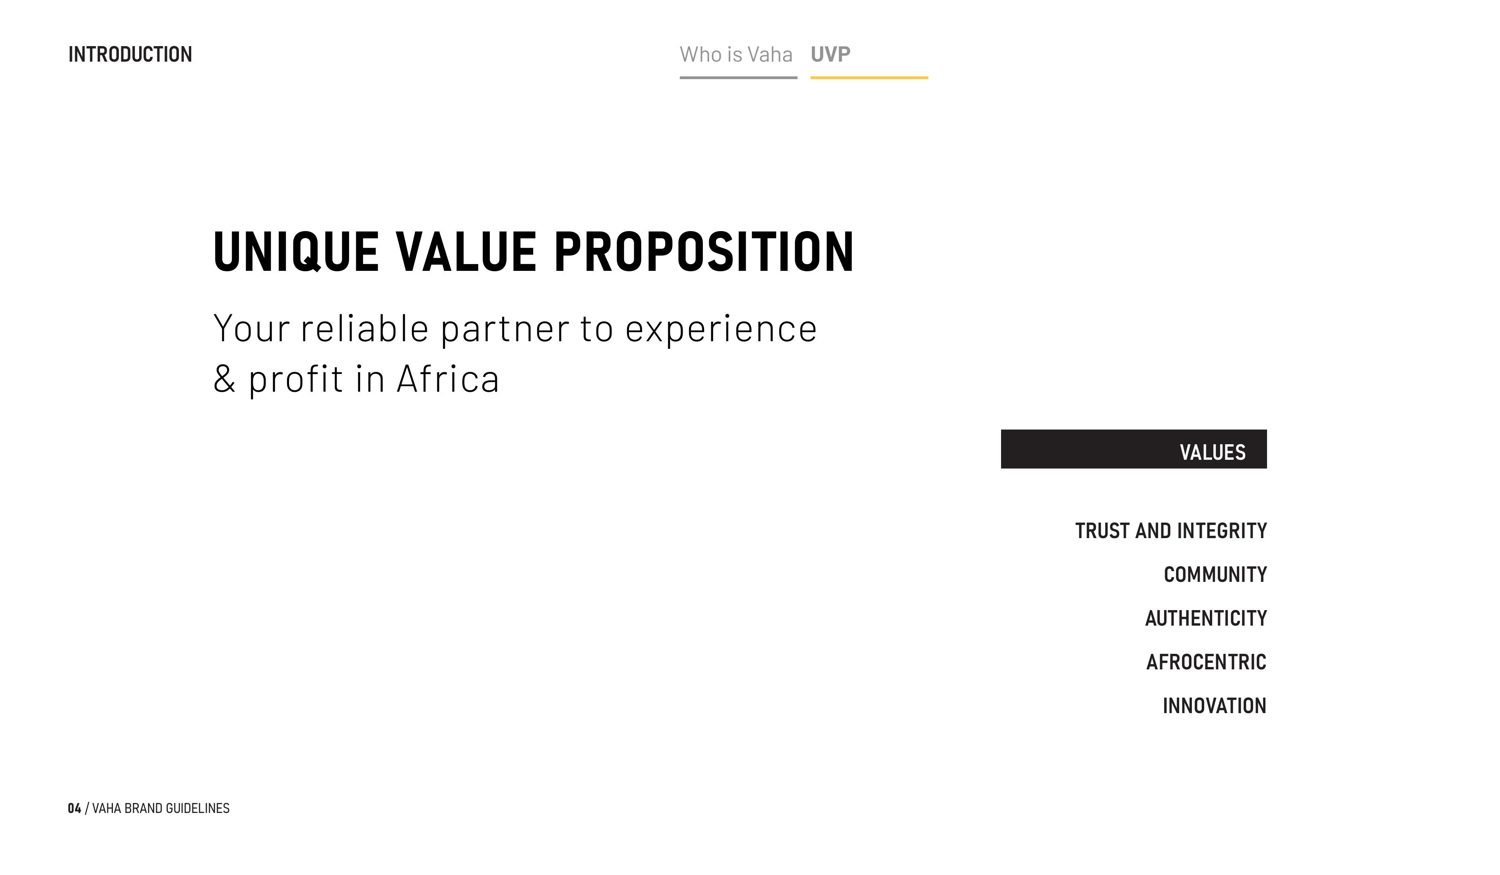 INTRODUCTION
Who is Vaha UVP
UNIQUE VALUE PROPOSITION
Your reliable partner to experience
& profit in Africa
VALUES
TRUST AND INTEGRITY
COMMUNITY
AUTHENTICITY
AFROCENTRIC
INNOVATION
04 / VAHA BRAND GUIDELINES